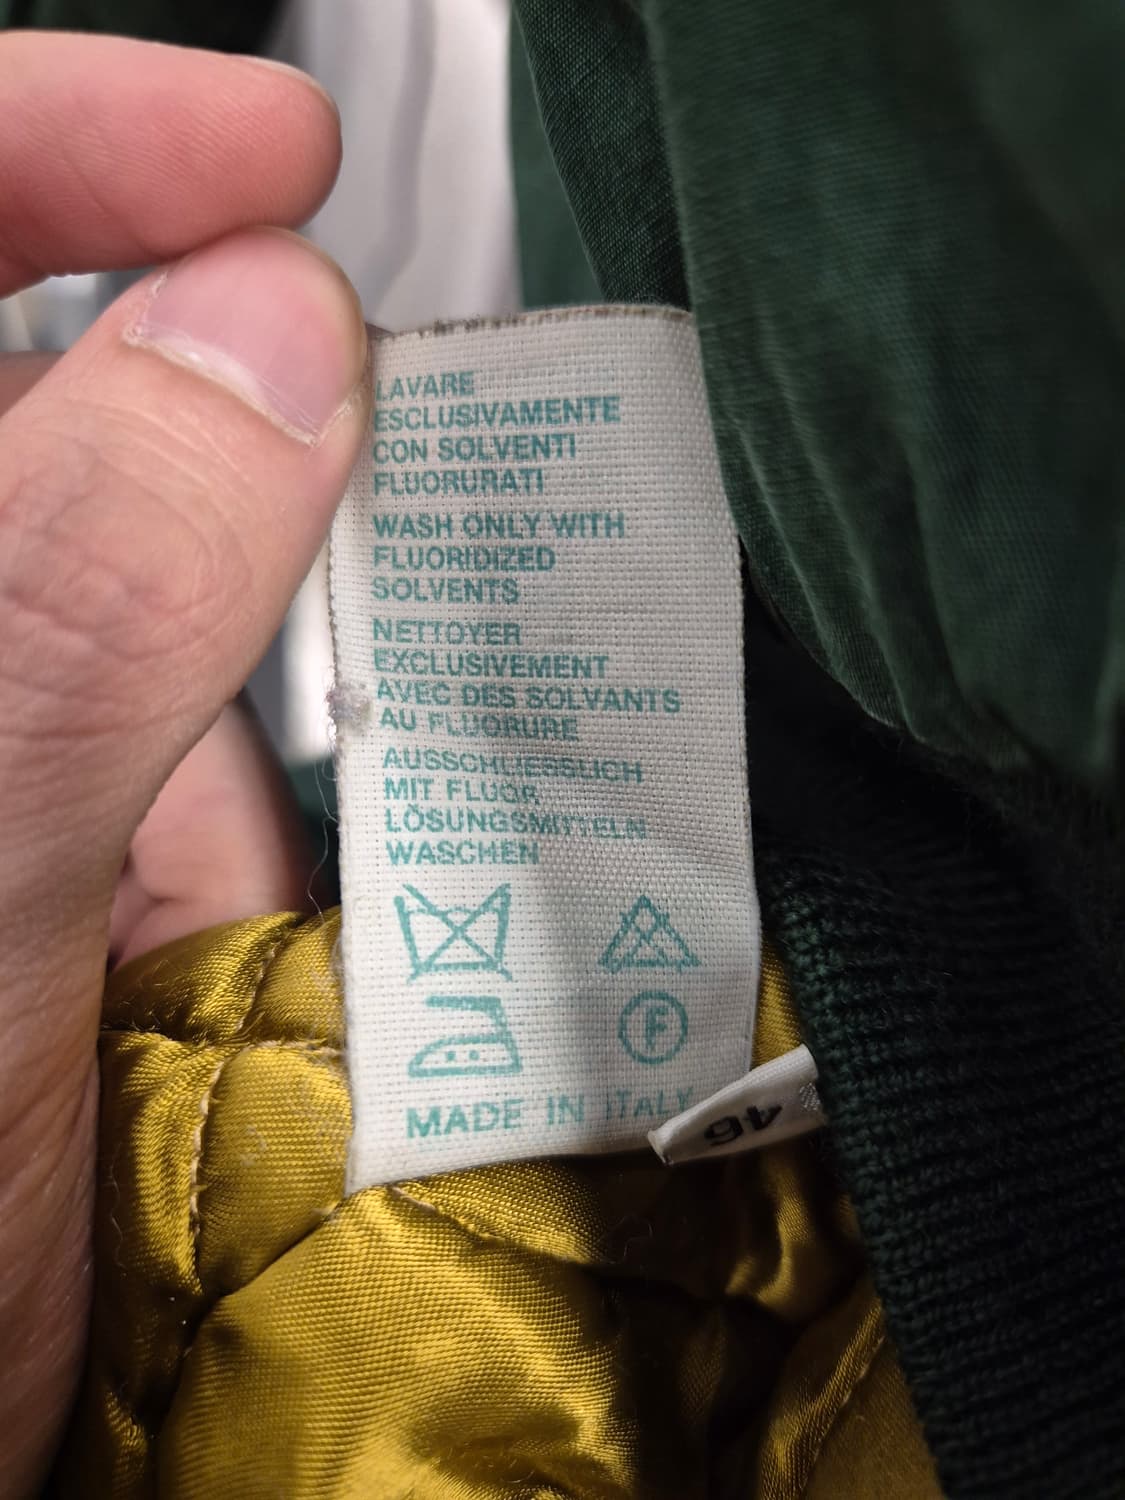 LAVARE
ESCLUSIVAMENTE
CON SOLVENTI
FLUORURATI
WASH ONLY WITH
FLUORIDIZED
SOLVENTS
NETTOYER
EXCLUSIVEMENT
AVEC DES SOLVANTS
AU FLUORURE
AUSSCHLIESSLICH
MIT FLUOR
LÖSUNGSMITTELN
WASCHEN
F
MADE IN ITALY
46